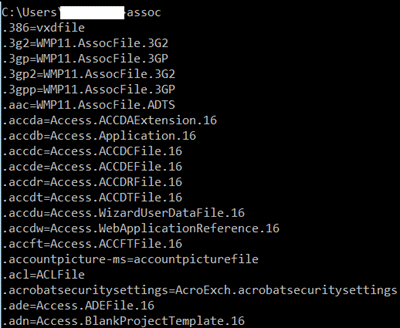 C:\Users\ >assoc
.386=vxdfile
.3g2=WMP11.AssocFile.3G2
.3gp=WMP11.AssocFile.3GP
.3gp2=WMP11.AssocFile.3G2
.3gpp=WMP11.AssocFile.3GP
.aac=WMP11.AssocFile.ADTS
.accda=Access.ACCDAExtension.16
.accdb=Access.Application.16
.accdc=Access.ACCDCFile.16
.accde=Access.ACCDEFile.16
.accdr=Access.ACCDRFile.16
.accdt=Access.ACCDTFile.16
.accdu=Access.WizardUserDataFile.16
.accdw=Access.WebApplicationReference.16
.accft=Access.ACCFTFile.16
.accountpicture-ms=accountpicturefile
.acl=ACLFile
.acrobatsecuritysettings=AcroExch.acrobatsecuritysettings
.ade=Access.ADEFile.16
.adn=Access.BlankProjectTemplate.16